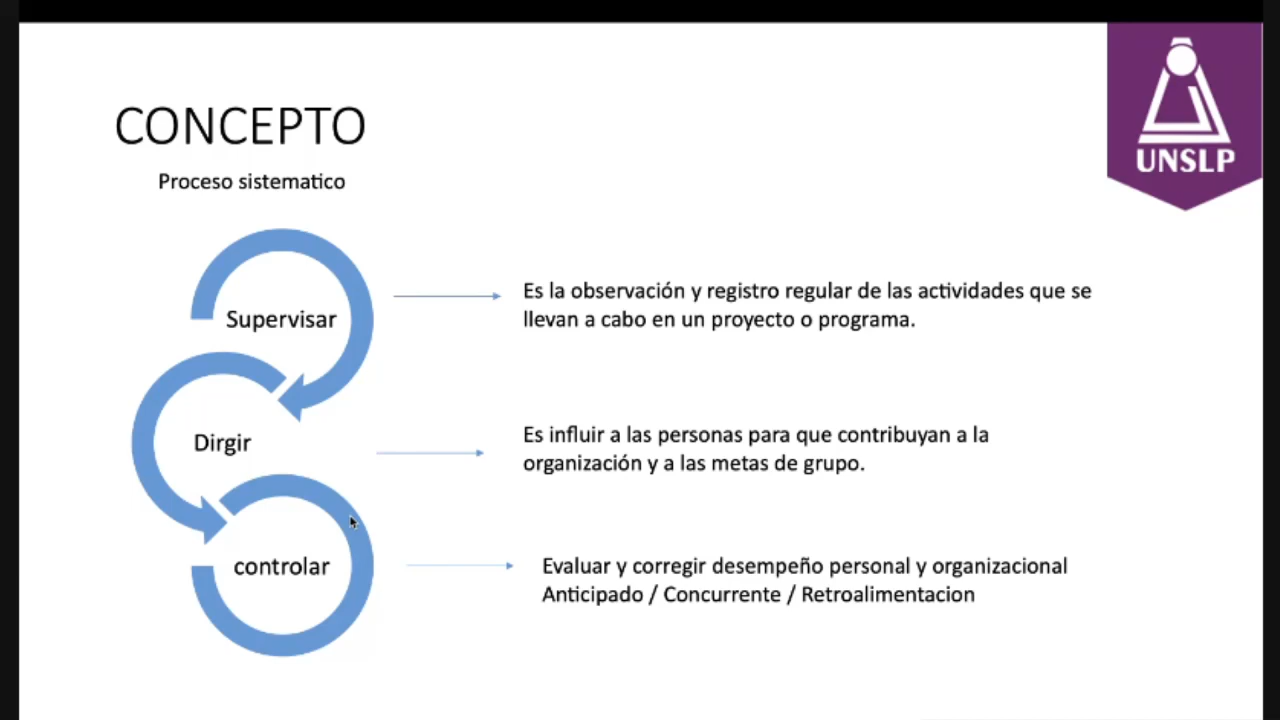 CONCEPTO
Proceso sistematico
UNSLP
Supervisar
Es la observación y registro regular de las actividades que se
llevan a cabo en un proyecto o programa.
Dirgir
Es influir a las personas para que contribuyan a la
organización y a las metas de grupo.
controlar
Evaluar y corregir desempeño personal y organizacional
Anticipado / Concurrente / Retroalimentacion